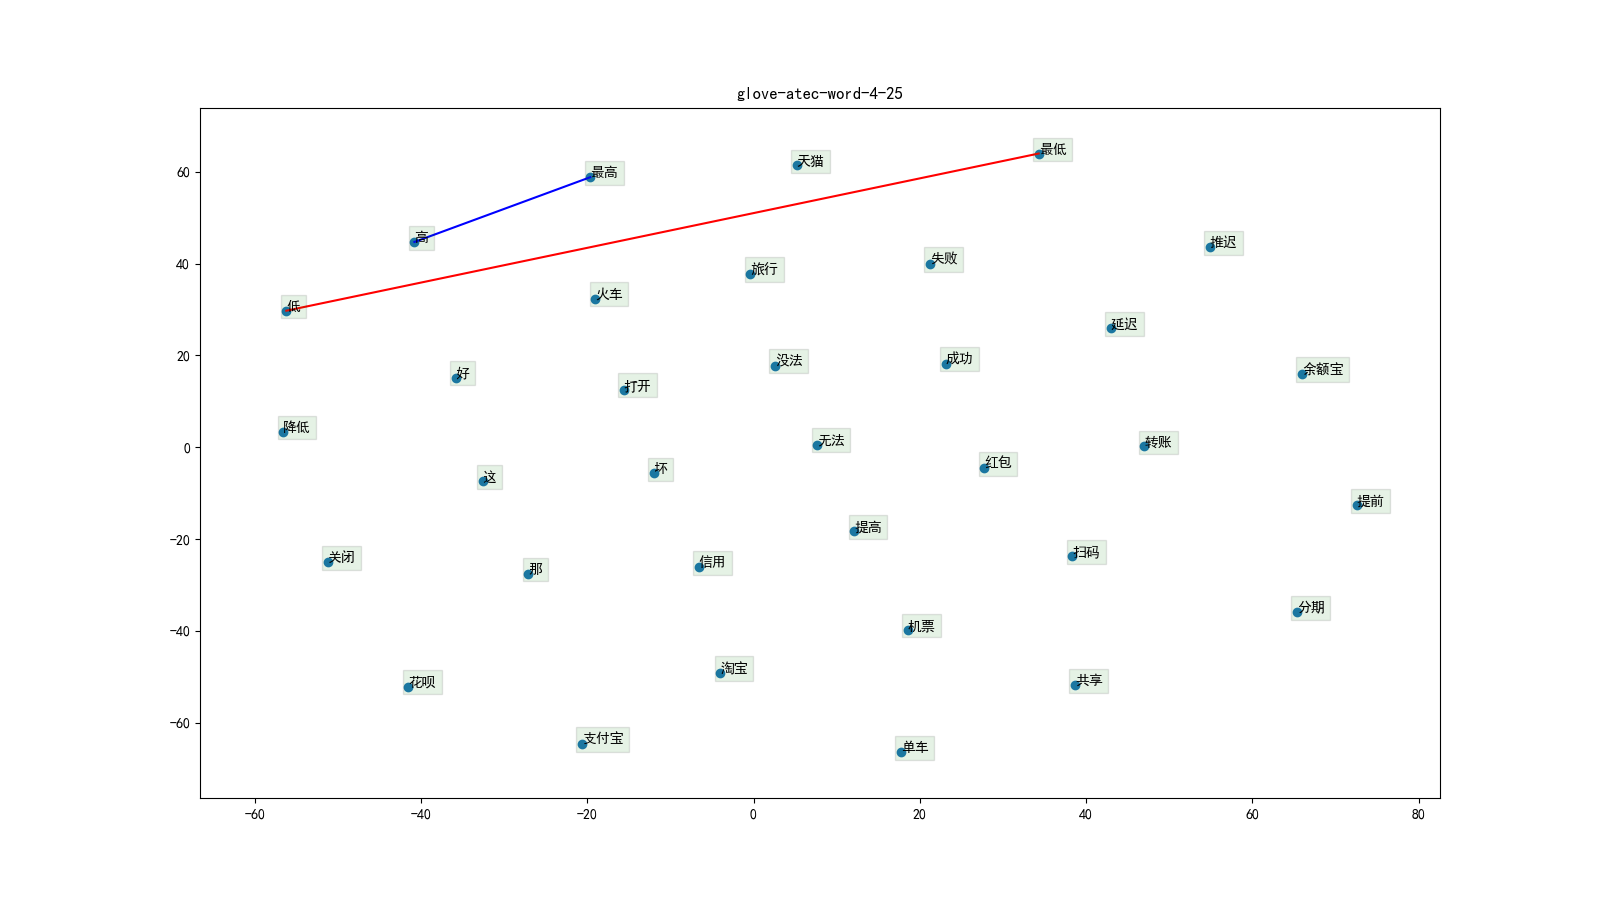 glove-atec-word-4-25
最低
天猫
最高
高
推迟
失败
旅行
火车
低
延迟
成功
没法
余额宝
好
打开
降低
无法
转账
红包
坏
这
提前
提高
扫码
关闭
信用
那
分期
机票
共享
淘宝
花呗
支付宝
单车
60
40
20
0
−20
−40
−60
−60
−40
−20
0
20
40
60
80